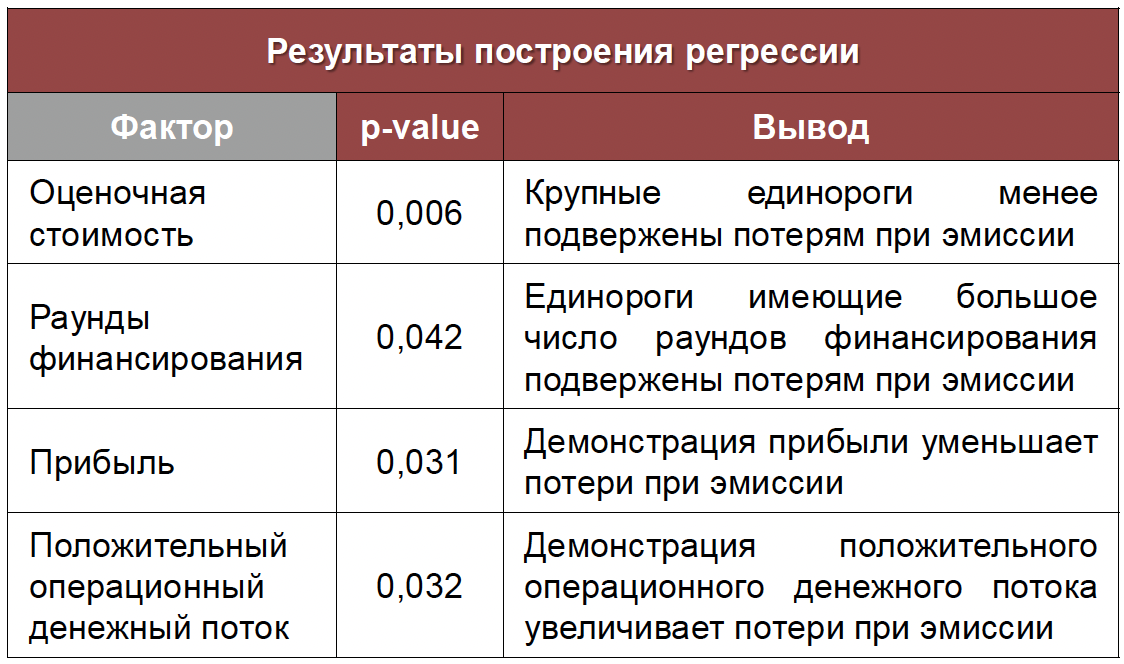 Результаты построения регрессии
Фактор p-value Вывод
Оценочная
стоимость
0,006
Крупные единороги менее
подвержены потерям при эмиссии
Раунды
финансирования
0,042
Единороги имеющие большое
число раундов финансирования
подвержены потерям при эмиссии
Прибыль
0,031
Демонстрация прибыли уменьшает
потери при эмиссии
Положительный
операционный
денежный поток
0,032
Демонстрация положительного
операционного денежного потока
увеличивает потери при эмиссии